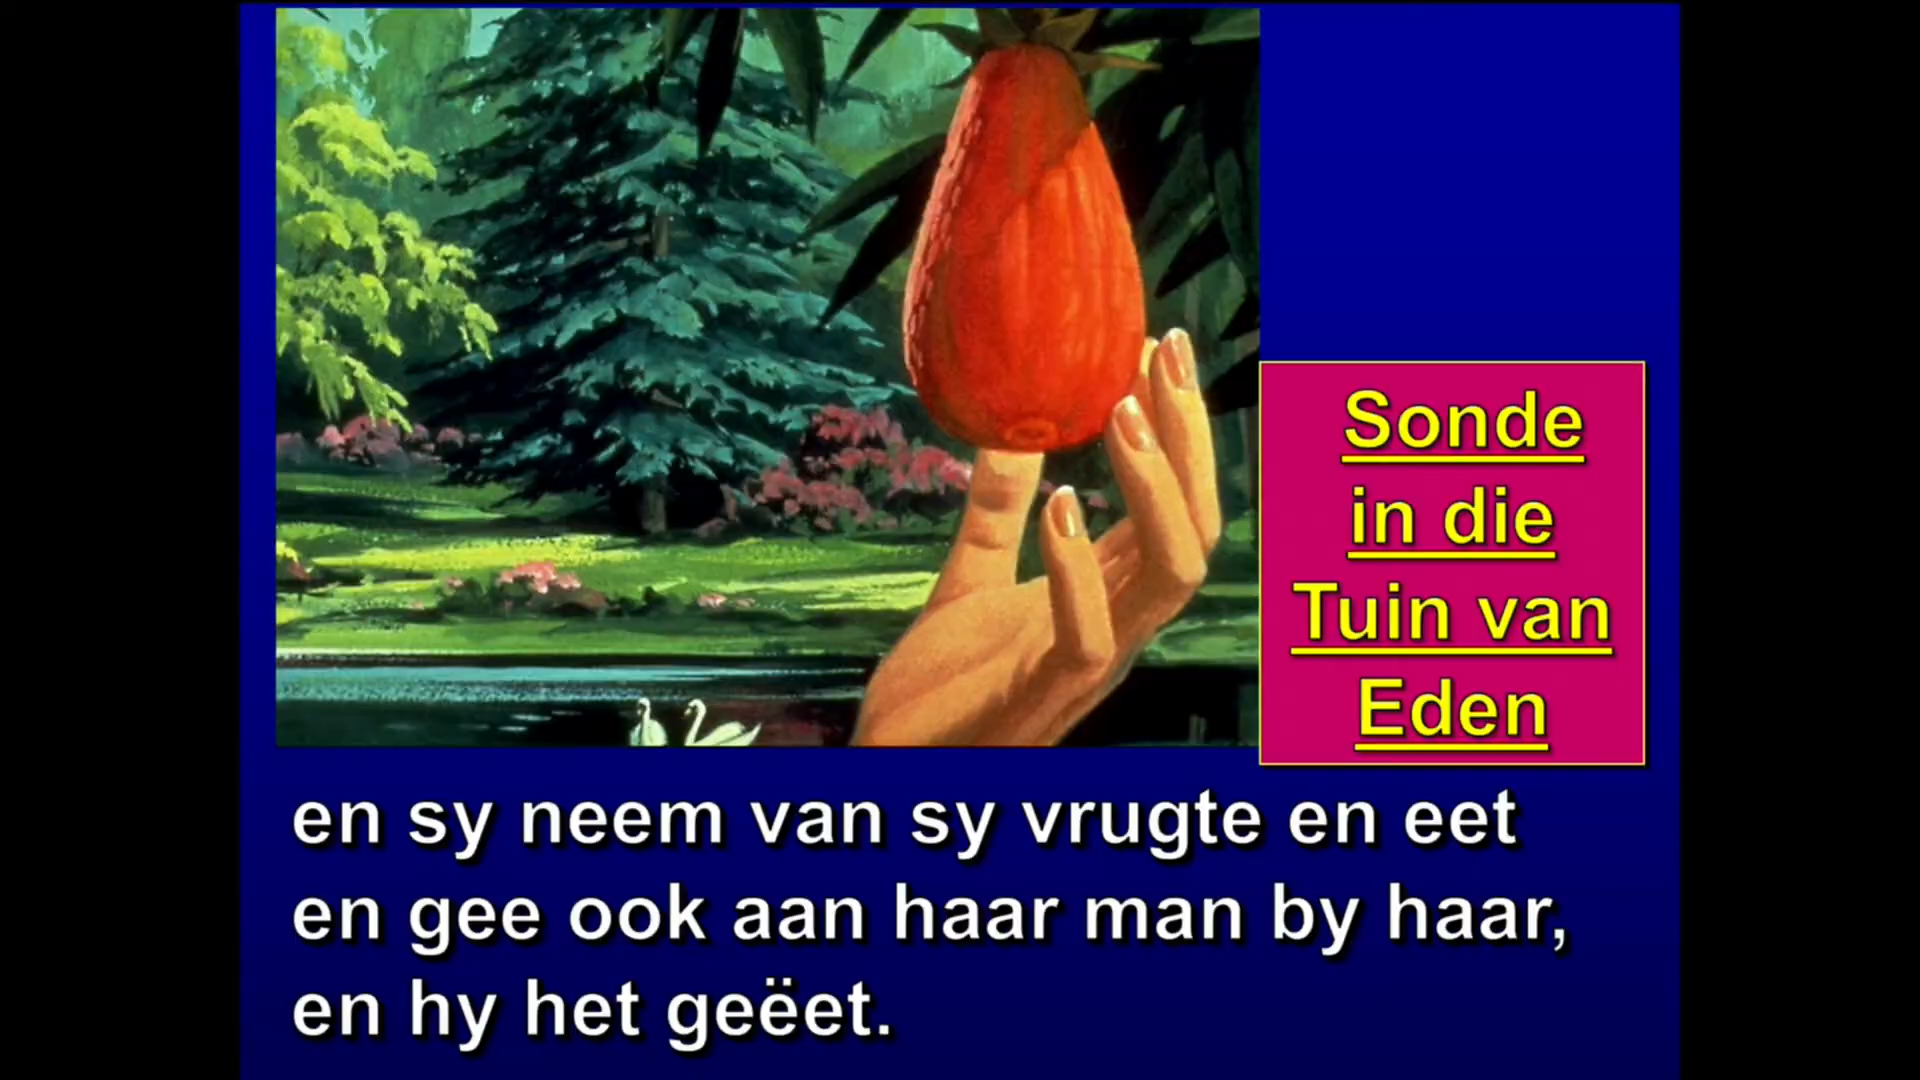 Sonde
in die
Tuin van
Eden
en sy neem van sy vrugte en eet
en gee ook aan haar man by haar,
en hy het geëet.